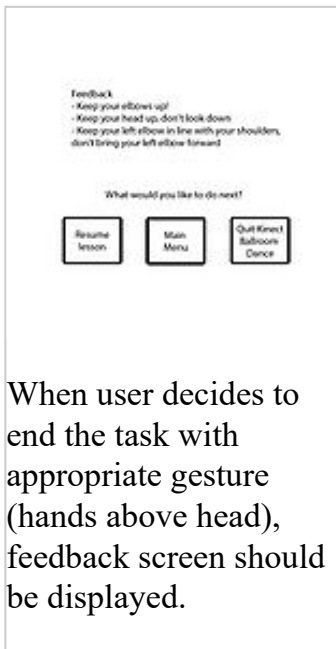 Feedback
- Keep your elbows up!
- Keep your head up, don't look down
- Keep your left elbow in line with your shoulders,
don't bring your left elbow forward
What would you like to do next?
Resume
lesson
Main
Menu
Quit Kinect
Ballroom
Dance
When user decides to
end the task with
appropriate gesture
(hands above head),
feedback screen should
be displayed.